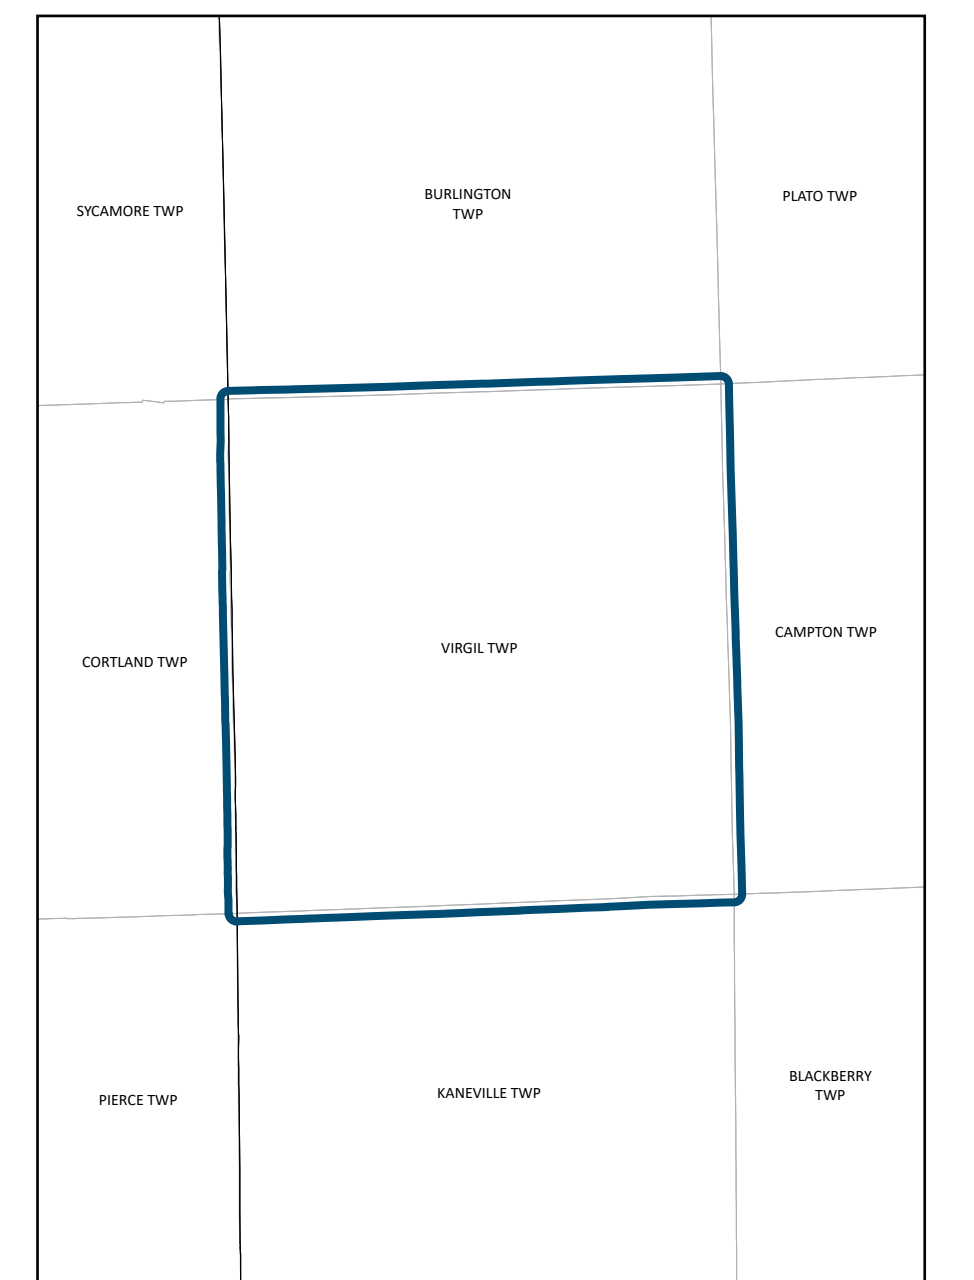 SYCAMORE TWP
BURLINGTON
TWP
PLATO TWP
CORTLAND TWP
VIRGIL TWP
CAMPTON TWP
PIERCE TWP
KANEVILLE TWP
BLACKBERRY
TWP